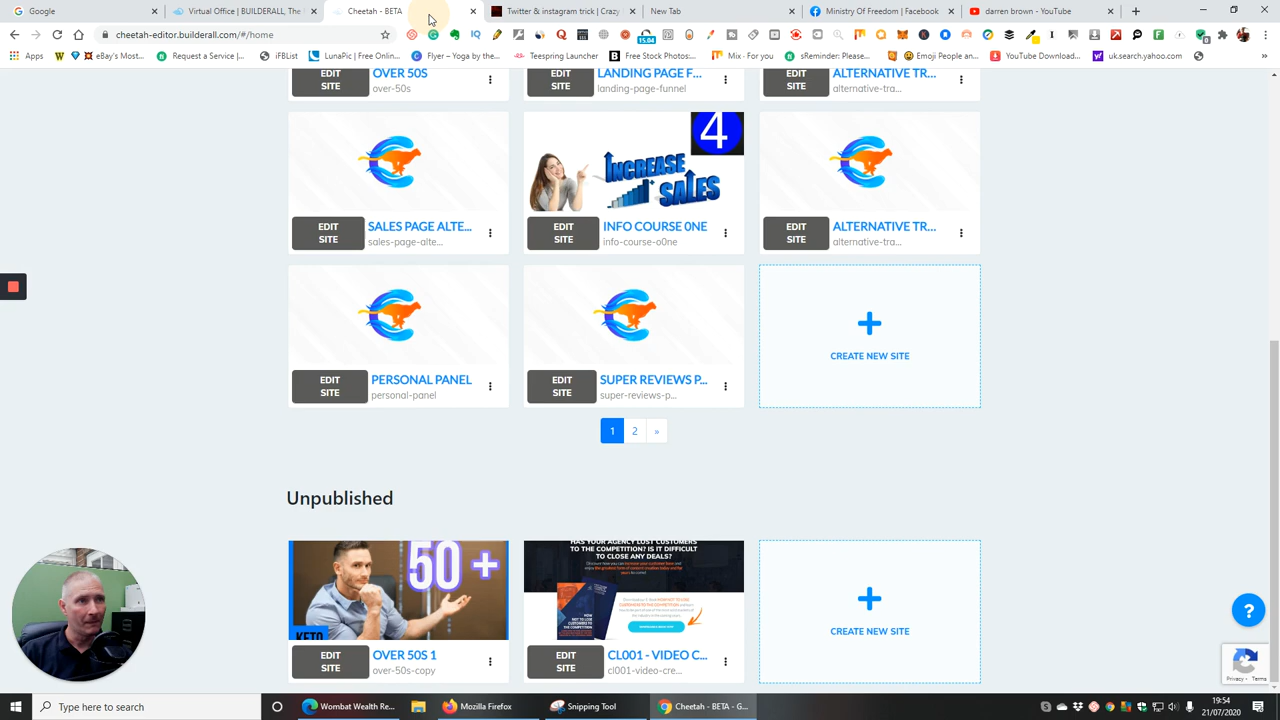 Google
Virtual Office | BUILDERALL, The
Cheetah - BETA
Twitter & instagram trick | Crazy
New Tab
Ministry Of Freedom | Facebook
darren brown - YouTube
cheetah-editor.builderall.com/#/home
15.04
Apps
eBay | Most...
Request a Service |...
iFBList
LunaPic | Free Onlin...
Flyer – Yoga by the...
Teespring Launcher
Free Stock Photos:...
Mix · For you
sReminder: Please...
Emoji People and...
YouTube Download...
uk.search.yahoo.com
»
EDIT SITE
OVER 50S
over-50s
EDIT SITE
LANDING PAGE F...
landing-page-funnel
EDIT SITE
ALTERNATIVE TR...
alternative-tra...
4
INCREASE
SALES
EDIT SITE
SALES PAGE ALTE...
sales-page-alte...
EDIT SITE
INFO COURSE 0NE
info-course-o0ne
EDIT SITE
ALTERNATIVE TR...
alternative-tra...
EDIT SITE
PERSONAL PANEL
personal-panel
EDIT SITE
SUPER REVIEWS P...
super-reviews-p...
CREATE NEW SITE
1 2 »
Unpublished
50 +
KETO
HAS YOUR AGENCY LOST CUSTOMERS
TO THE COMPETITION? IS IT DIFFICULT
TO CLOSE ANY DEALS?
EDIT SITE
OVER 50S 1
over-50s-copy
EDIT SITE
CL001 - VIDEO C...
cl001-video-cre...
CREATE NEW SITE
?
Privacy - Terms
Type here to search
Wombat Wealth Re...
Mozilla Firefox
Snipping Tool
Cheetah - BETA - G...
19:54
21/07/2020